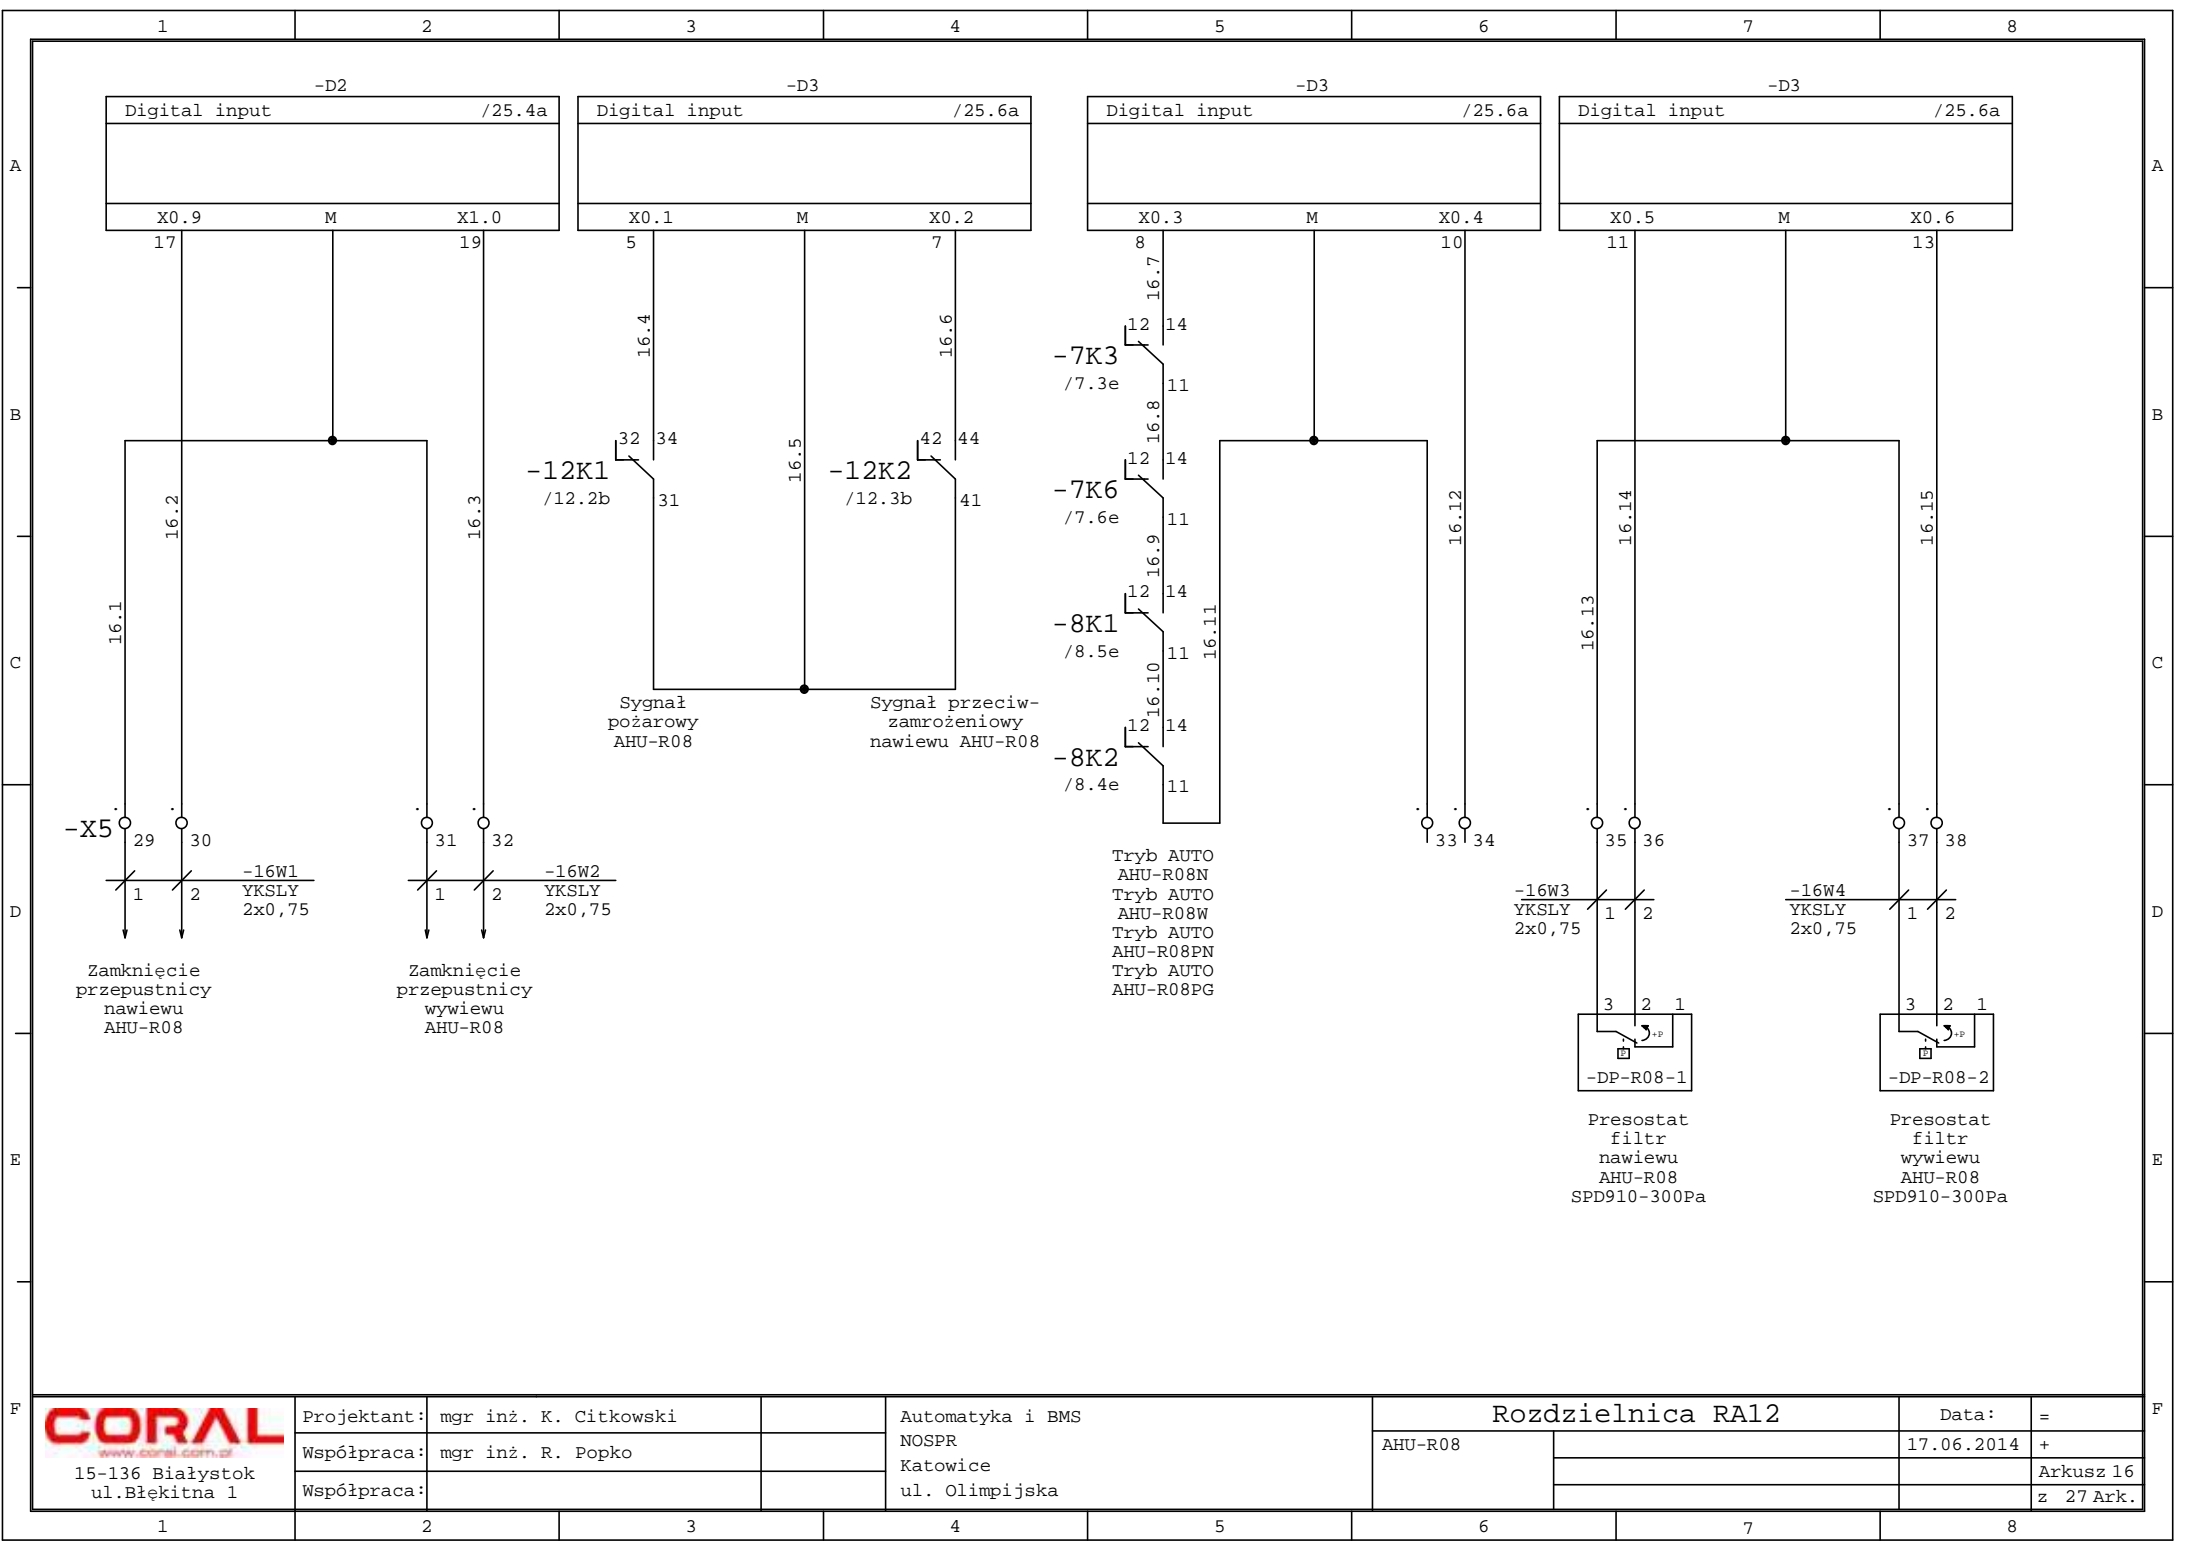 1 2 3 4 5 6 7 8
-D2 -D3 -D3 -D3
Digital input /25.4a
Digital input /25.6a
Digital input /25.6a
Digital input /25.6a
A A
X0.9 M X1.0
X0.1 M X0.2
X0.3 M X0.4
X0.5 M X0.6
17 19 5 7 8 10 11 13
16.7
16.4
16.6
12 14
-7K3
/7.3e
11
B B
16.8
32 34
-12K1
/12.2b
31
16.5
42 44
-12K2
/12.3b
41
12 14
-7K6
/7.6e
11
16.2
16.3
16.12
16.14
16.15
16.9
12 14
-8K1
/8.5e
11
16.1
16.11
16.13
C C
16.10
Sygnał
pożarowy
AHU-R08
Sygnał przeciw-
zamrożeniowy
nawiewu AHU-R08
12 14
-8K2
/8.4e
11
-X5
29 30 31 32 33 34 35 36 37 38
Tryb AUTO
AHU-R08N
Tryb AUTO
AHU-R08W
Tryb AUTO
AHU-R08PN
Tryb AUTO
AHU-R08PG
1 2
-16W1
YKSLY
2x0,75
1 2
-16W2
YKSLY
2x0,75
-16W3
YKSLY
2x0,75
1 2
-16W4
YKSLY
2x0,75
1 2
D D
Zamknięcie
przepustnicy
nawiewu
AHU-R08
Zamknięcie
przepustnicy
wywiewu
AHU-R08
3 2 1
+P
P
-DP-R08-1
3 2 1
+P
P
-DP-R08-2
Presostat
filtr
nawiewu
AHU-R08
SPD910-300Pa
Presostat
filtr
wywiewu
AHU-R08
SPD910-300Pa
E E
F F
CORAL
www.coral.com.pl
15-136 Białystok
ul.Błękitna 1
Projektant: mgr inż. K. Citkowski
Współpraca: mgr inż. R. Popko
Współpraca:
Automatyka i BMS
NOSPR
Katowice
ul. Olimpijska
Rozdzielnica RA12
AHU-R08
Data:
17.06.2014
=
+
Arkusz 16
z 27 Ark.
1 2 3 4 5 6 7 8